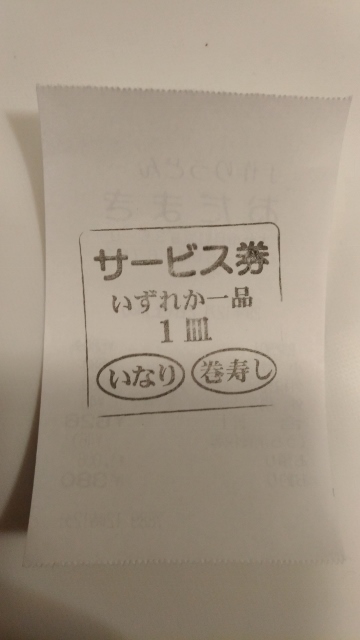 サービス券
いずれか一品
1皿
いなり 巻寿し